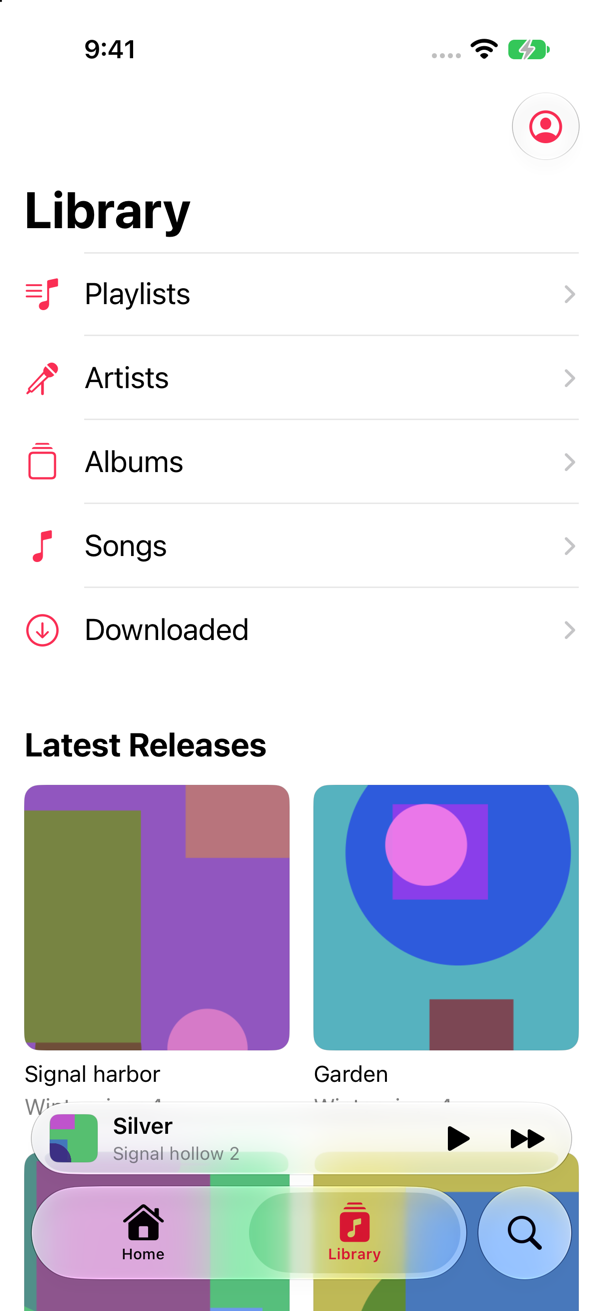 9:41
Library
Playlists
Artists
Albums
Songs
Downloaded
Latest Releases
Signal harbor
Garden
Silver
Signal hollow 2
Home
Library